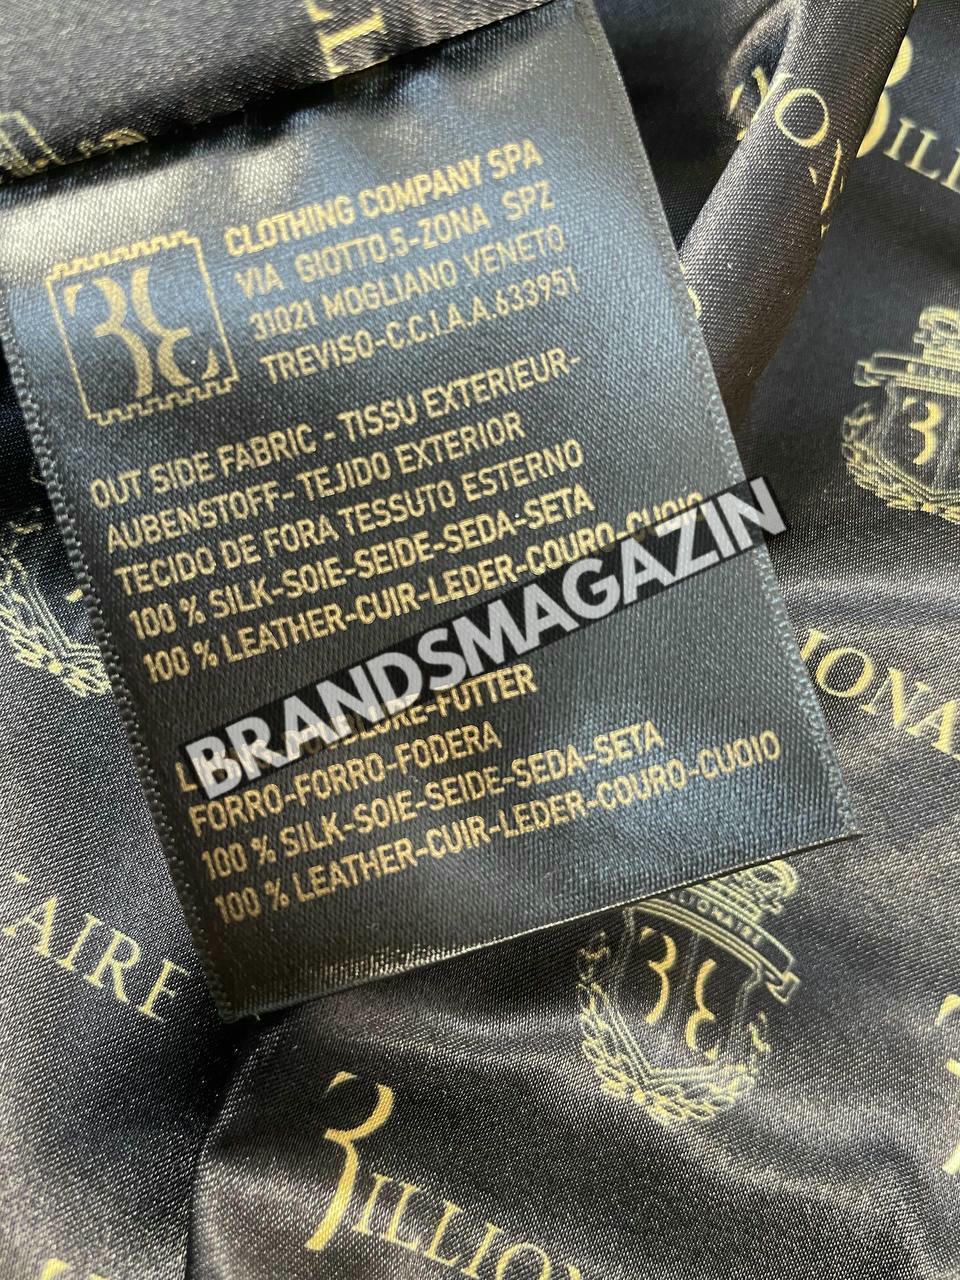 CLOTHING COMPANY SPA
VIA GIOTTO.5-ZONA SPZ
31021 MOGLIANO VENETO
TREVISO-C.C.I.A.A.633951
OUT SIDE FABRIC - TISSU EXTERIEUR-
AUBENSTOFF- TEJIDO EXTERIOR
TECIDO DE FORA TESSUTO ESTERNO
100 % SILK-SOIE-SEIDE-SEDA-SETA
100 % LEATHER-CUIR-LEDER-COURO-CUOIO
BRANDSMAGAZIN
FUTTER
FORRO-FORRO-FODERA
100 % SILK-SOIE-SEIDE-SEDA-SETA
100 % LEATHER-CUIR-LEDER-COURO-CUOIO
BILLIONAIRE